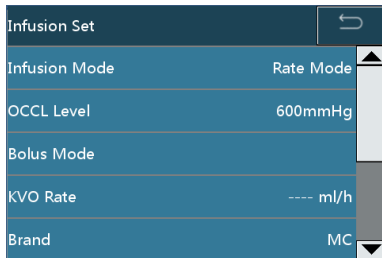 Infusion Set
Infusion Mode Rate Mode
OCCL Level 600mmHg
Bolus Mode
KVO Rate ---- ml/h
Brand MC